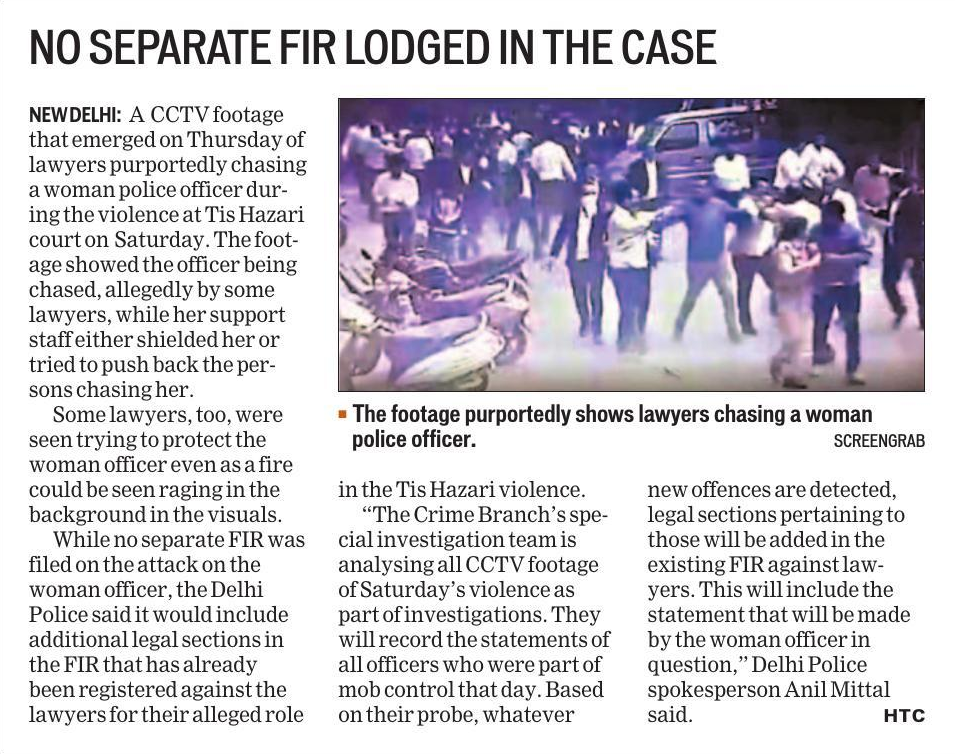 NO SEPARATE FIR LODGED IN THE CASE
NEW DELHI: A CCTV footage
that emerged on Thursday of
lawyers purportedly chasing
a woman police officer dur-
ing the violence at Tis Hazari
court on Saturday. The foot-
age showed the officer being
chased, allegedly by some
lawyers, while her support
staff either shielded her or
tried to push back the per-
sons chasing her.
Some lawyers, too, were
seen trying to protect the
woman officer even as a fire
could be seen raging in the
background in the visuals.
While no separate FIR was
filed on the attack on the
woman officer, the Delhi
Police said it would include
additional legal sections in
the FIR that has already
been registered against the
lawyers for their alleged role
The footage purportedly shows lawyers chasing a woman
police officer.
SCREENGRAB
in the Tis Hazari violence.
“The Crime Branch’s spe-
cial investigation team is
analysing all CCTV footage
of Saturday’s violence as
part of investigations. They
will record the statements of
all officers who were part of
mob control that day. Based
on their probe, whatever
new offences are detected,
legal sections pertaining to
those will be added in the
existing FIR against law-
yers. This will include the
statement that will be made
by the woman officer in
question,” Delhi Police
spokesperson Anil Mittal
said.
HTC